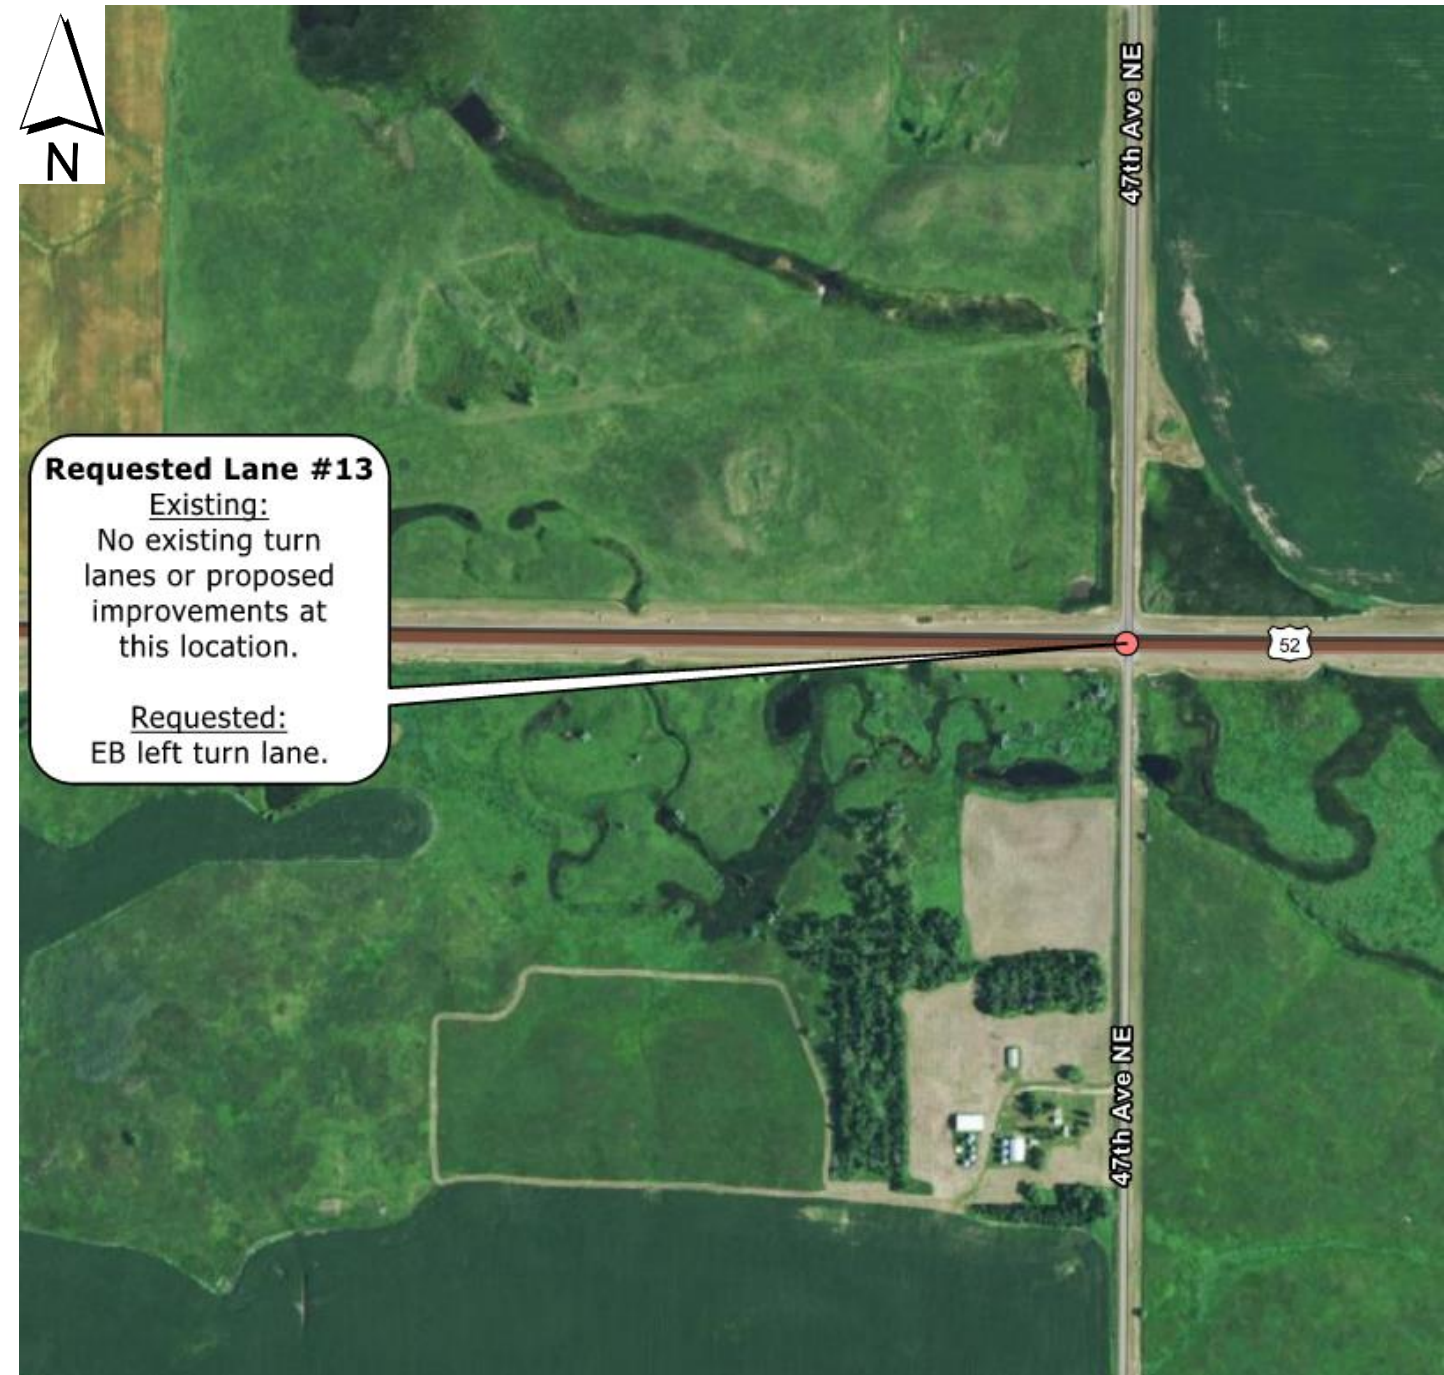 N
47th Ave NE
Requested Lane #13
Existing:
No existing turn
lanes or proposed
improvements at
this location.
Requested:
EB left turn lane.
52
47th Ave NE